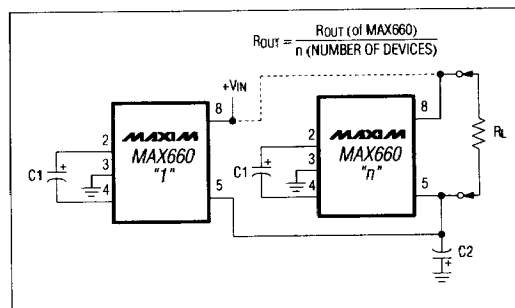 ROUT = ROUT (of MAX660)
n (NUMBER OF DEVICES)
+VIN
8
2
MAXIM
MAX660
"1"
3
4
5
C1
8
2
MAXIM
MAX660
"n"
3
4
5
C1
RL
C2